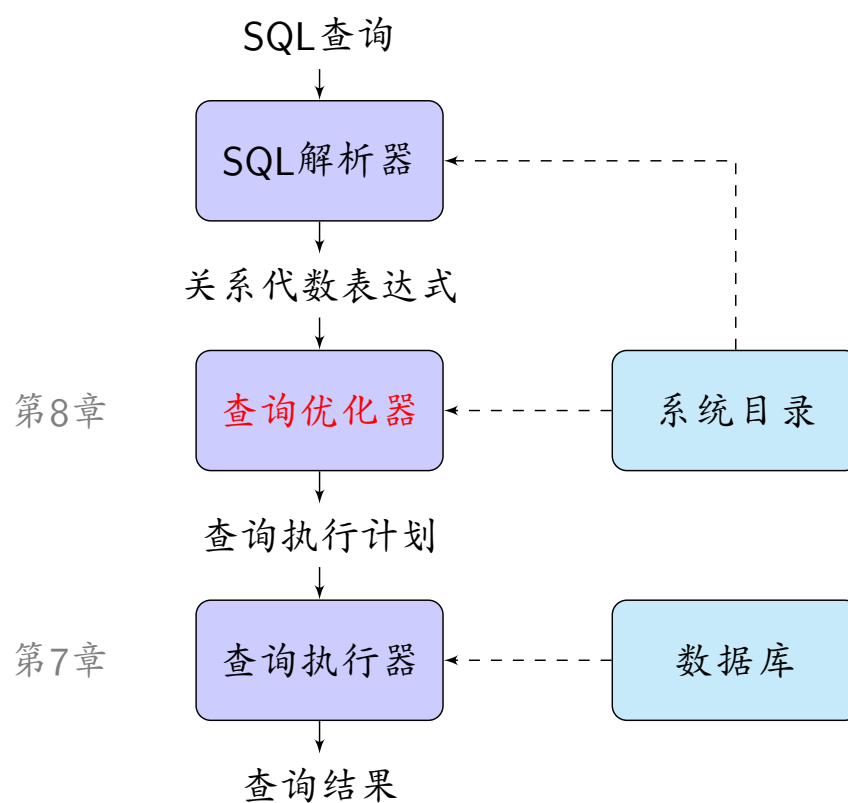 SQL查询
SQL解析器
关系代数表达式
第8章
查询优化器
系统目录
查询执行计划
第7章
查询执行器
数据库
查询结果